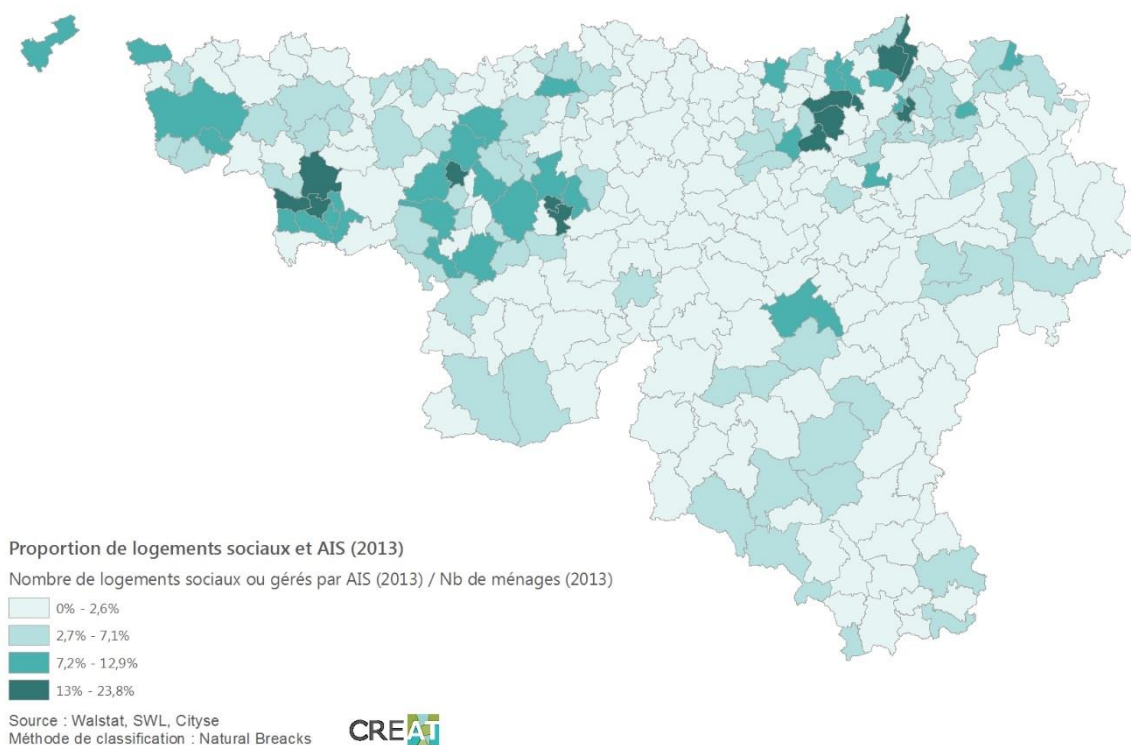 Proportion de logements sociaux et AIS (2013)
Nombre de logements sociaux ou gérés par AIS (2013) / Nb de ménages (2013)
0% - 2,6%
2,7% - 7,1%
7,2% - 12,9%
13% - 23,8%
Source : Walstat, SWL, Cityse
Méthode de classification : Natural Breacks
CREAT